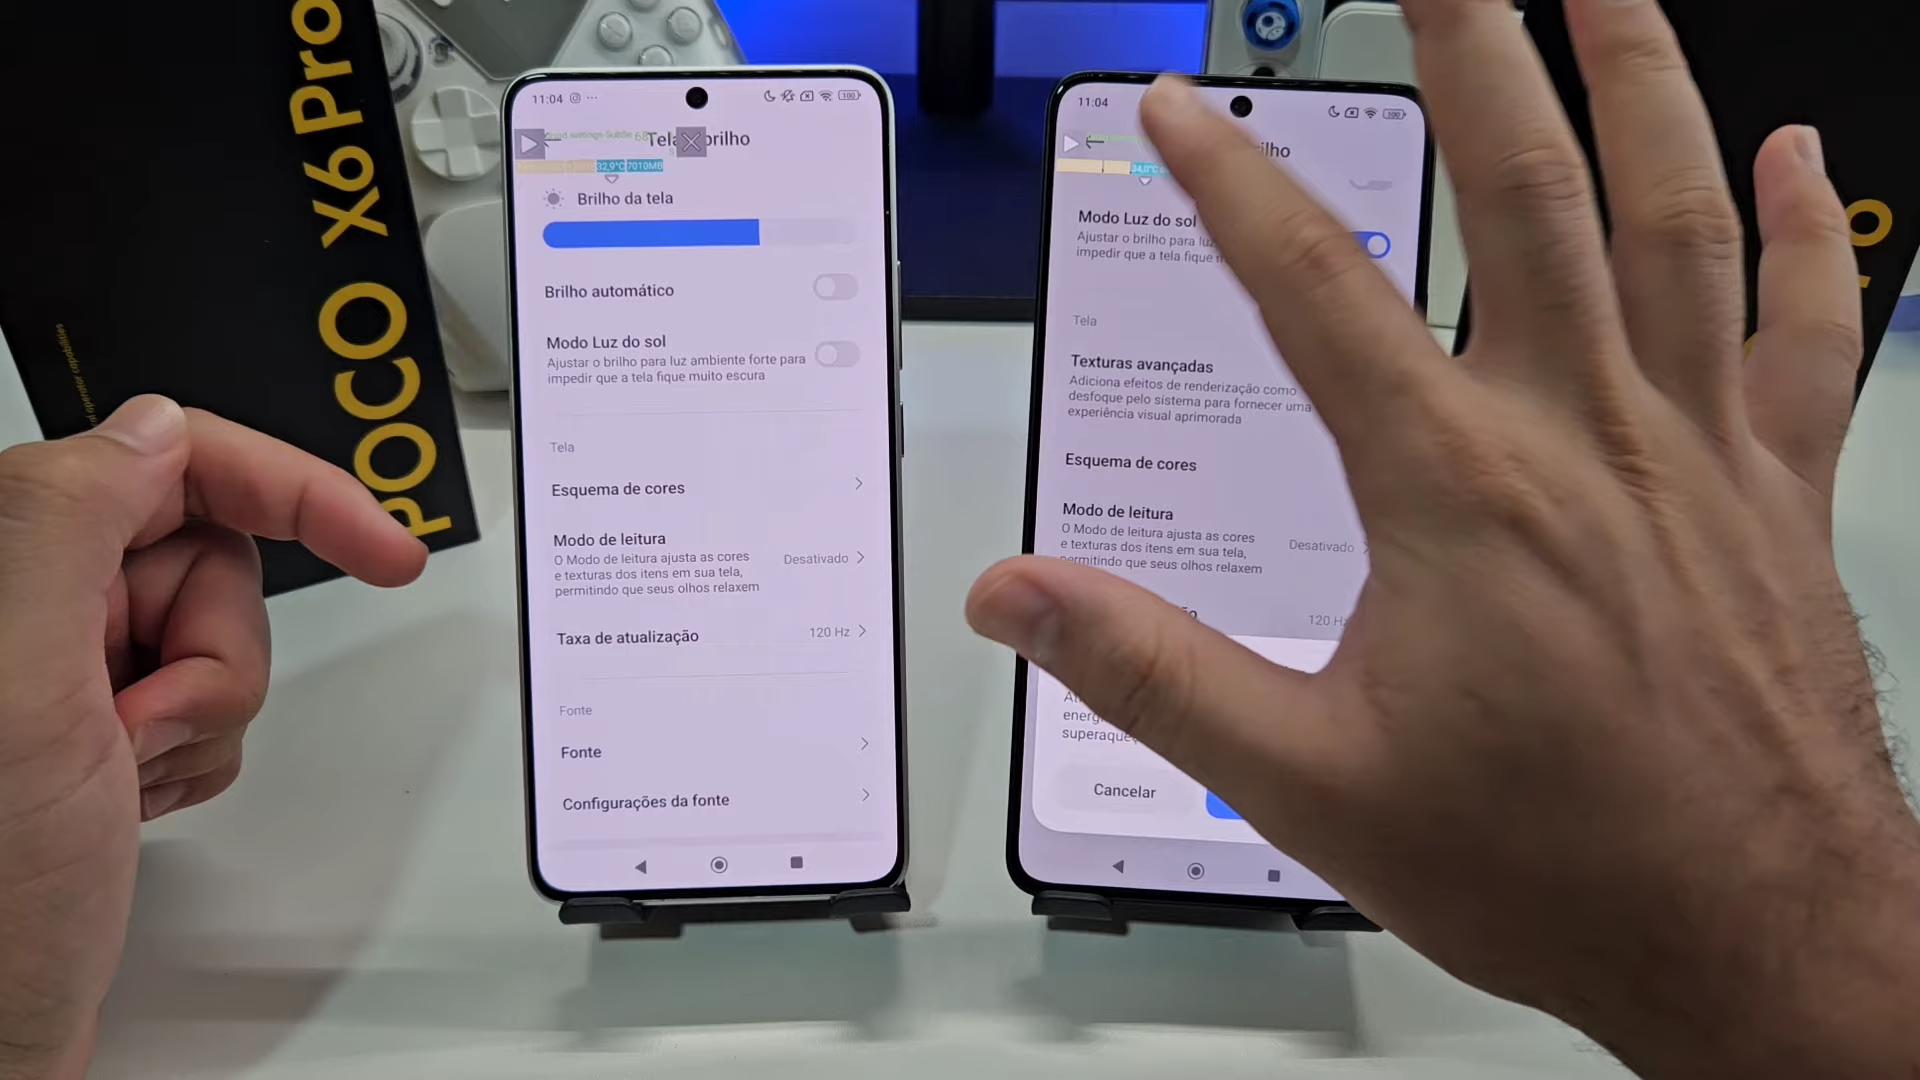 POCO X6 Pro
11:04
Tela
brilho
32,9°C 7010MB
Brilho da tela
Brilho automático
Modo Luz do sol
Ajustar o brilho para luz ambiente forte para
impedir que a tela fique muito escura
Tela
Esquema de cores
Modo de leitura
O Modo de leitura ajusta as cores
e texturas dos itens em sua tela,
permitindo que seus olhos relaxem
Desativado
Taxa de atualização
120 Hz
Fonte
Fonte
Configurações da fonte
100
11:04
100
34,0°C
Modo Luz do sol
Ajustar o brilho para
impedir que a tela fique
Tela
Texturas avançadas
Adiciona efeitos de renderização como
desfoque pelo sistema para fornecer uma
experiência visual aprimorada
Esquema de cores
Modo de leitura
O Modo de leitura ajusta as cores
e texturas dos itens em sua tela,
permitindo que seus olhos relaxem
Desativado
120 Hz
Cancelar